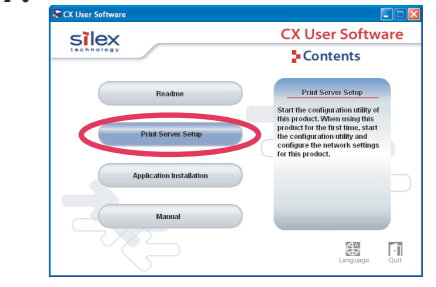 CX User Software
silex
technology
CX User Software
Contents
Readme
Print Server Setup
Application Installation
Manual
Print Server Setup
Start the configuration utility of
this product. When using this
product for the first time, start
the configuration utility and
configure the network settings
for this product.
Language
Quit